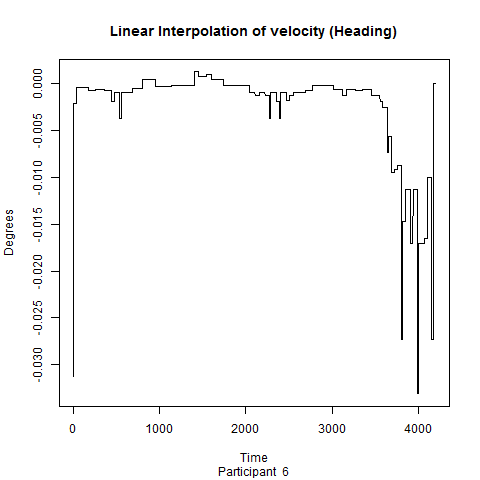 Linear Interpolation of velocity (Heading)
Degrees
0.000
-0.005
-0.010
-0.015
-0.020
-0.025
-0.030
0 1000 2000 3000 4000
Time
Participant 6